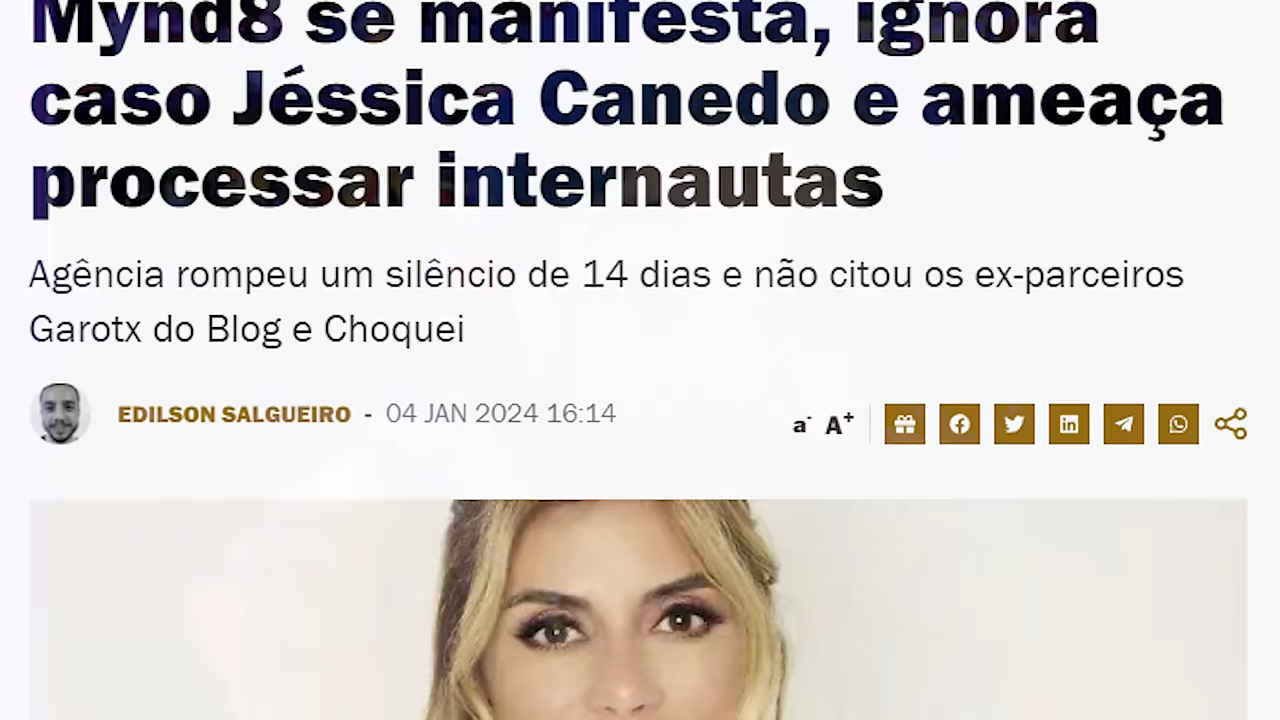 Mynd8 se manifesta, ignora
caso Jéssica Canedo e ameaça
processar internautas
Agência rompeu um silêncio de 14 dias e não citou os ex-parceiros
Garotx do Blog e Choquei
EDILSON SALGUEIRO - 04 JAN 2024 16:14
a- A+